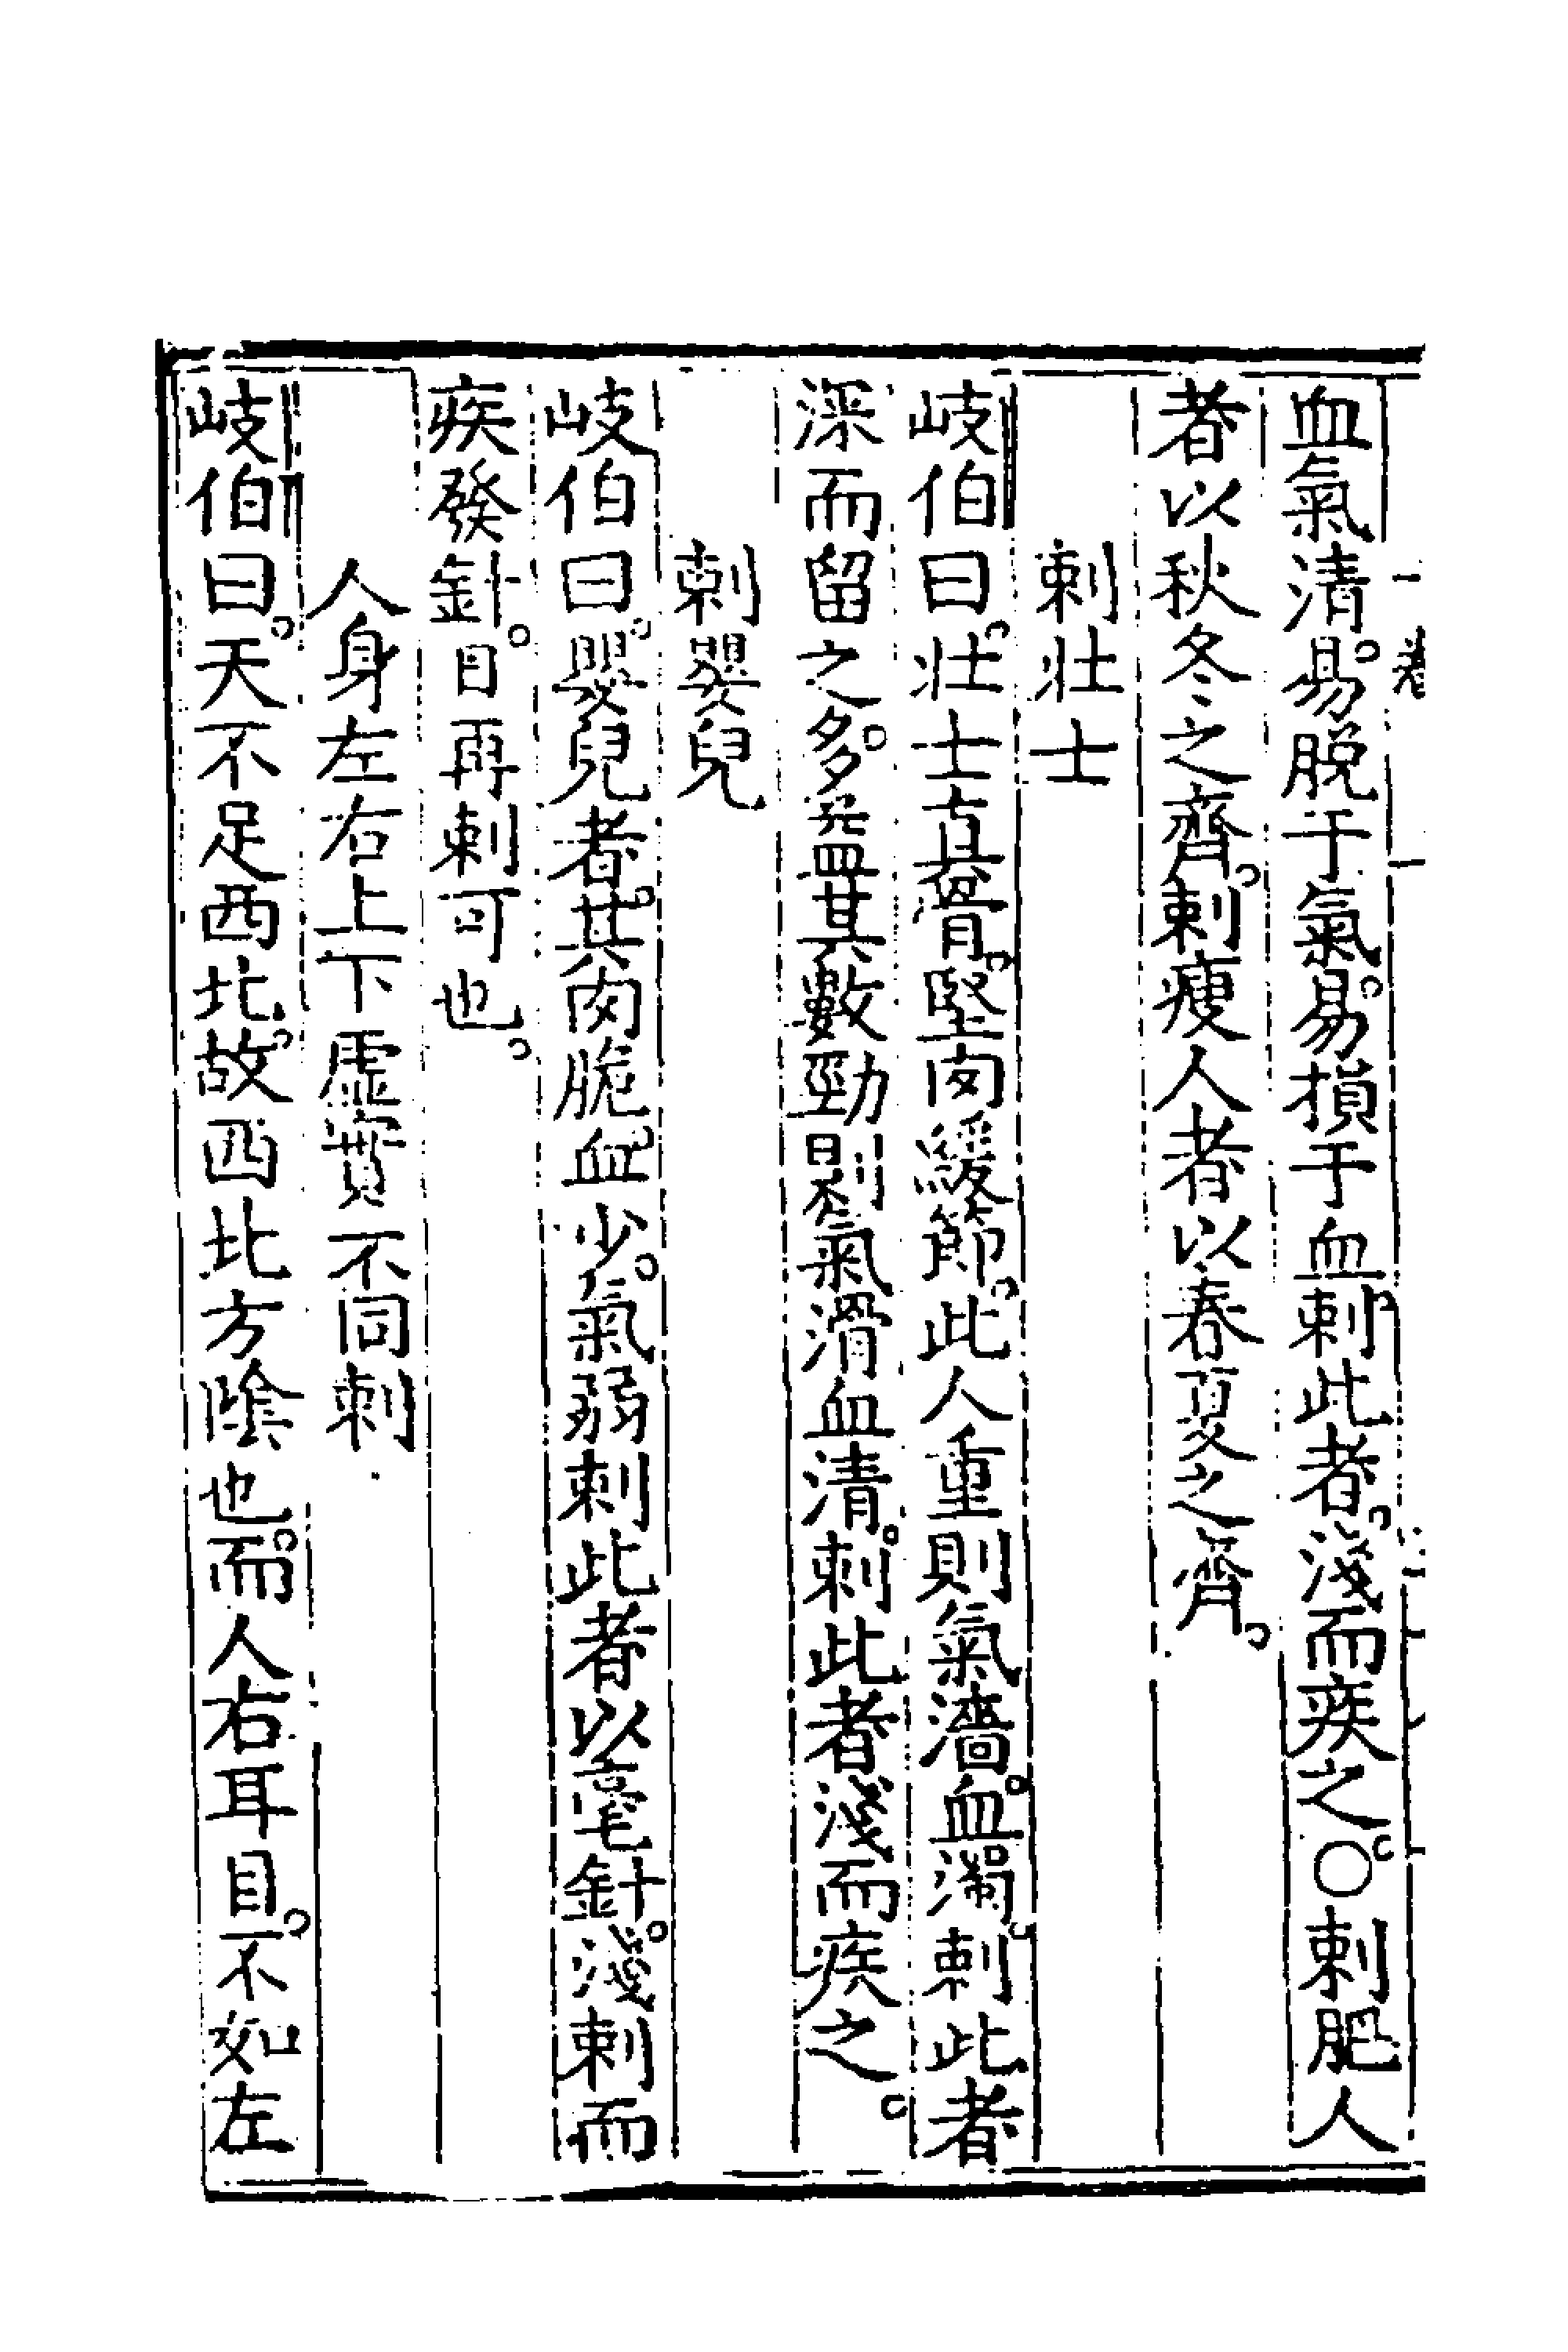 血氣清。易脫于氣。易損于血刺此者。淺而疾之。〇刺肥人
者以秋冬之齊。刺瘦人者以春夏之齊。
刺壯士
岐伯曰。壯士真骨。堅肉緩節。此人重則氣濇。血濁。刺此者
深而留之。多益其數勁則氣滑血清。刺此者淺而疾之。
刺嬰兒
岐伯曰。嬰兒者。其肉脆。血少。氣弱刺此者以毫針。淺刺而
疾發針。日再刺可也。
人身左右上下虛實不同刺
岐伯曰。天不足西北。故西北方陰也。而人右耳目。不如左